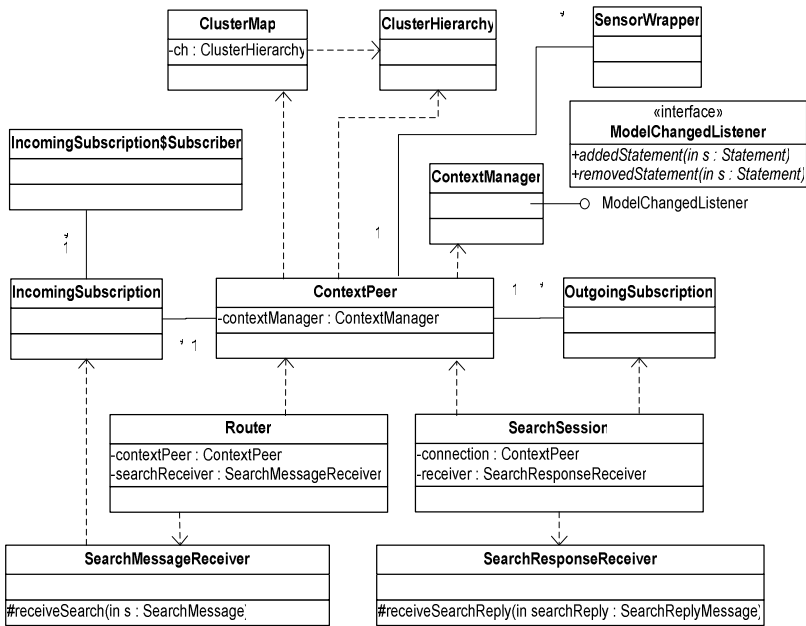 ClusterMap
-ch : ClusterHierarchy
ClusterHierarchy
*
SensorWrapper
«interface»
ModelChangedListener
+addedStatement(in s : Statement)
+removedStatement(in s : Statement)
IncomingSubscription$Subscriber
ContextManager
ModelChangedListener
*
1
1
IncomingSubscription
ContextPeer
-contextManager : ContextManager
1 *
OutgoingSubscription
* 1
Router
-contextPeer : ContextPeer
-searchReceiver : SearchMessageReceiver
SearchSession
-connection : ContextPeer
-receiver : SearchResponseReceiver
SearchMessageReceiver
#receiveSearch(in s : SearchMessage)
SearchResponseReceiver
#receiveSearchReply(in searchReply : SearchReplyMessage)